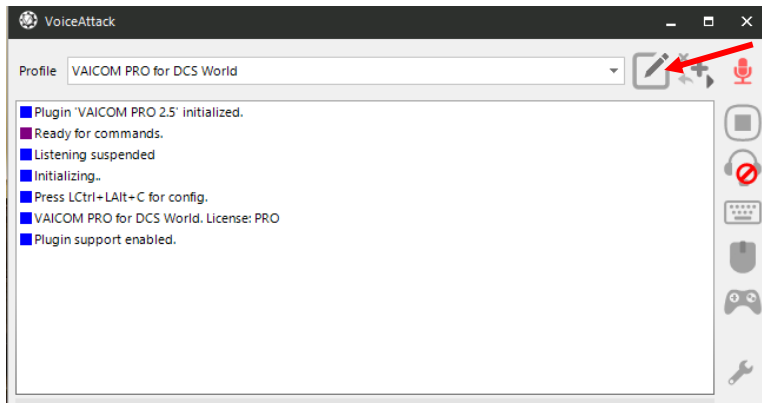 VoiceAttack
Profile VAICOM PRO for DCS World
Plugin 'VAICOM PRO 2.5' initialized.
Ready for commands.
Listening suspended
Initializing..
Press LCtrl+LAlt+C for config.
VAICOM PRO for DCS World. License: PRO
Plugin support enabled.